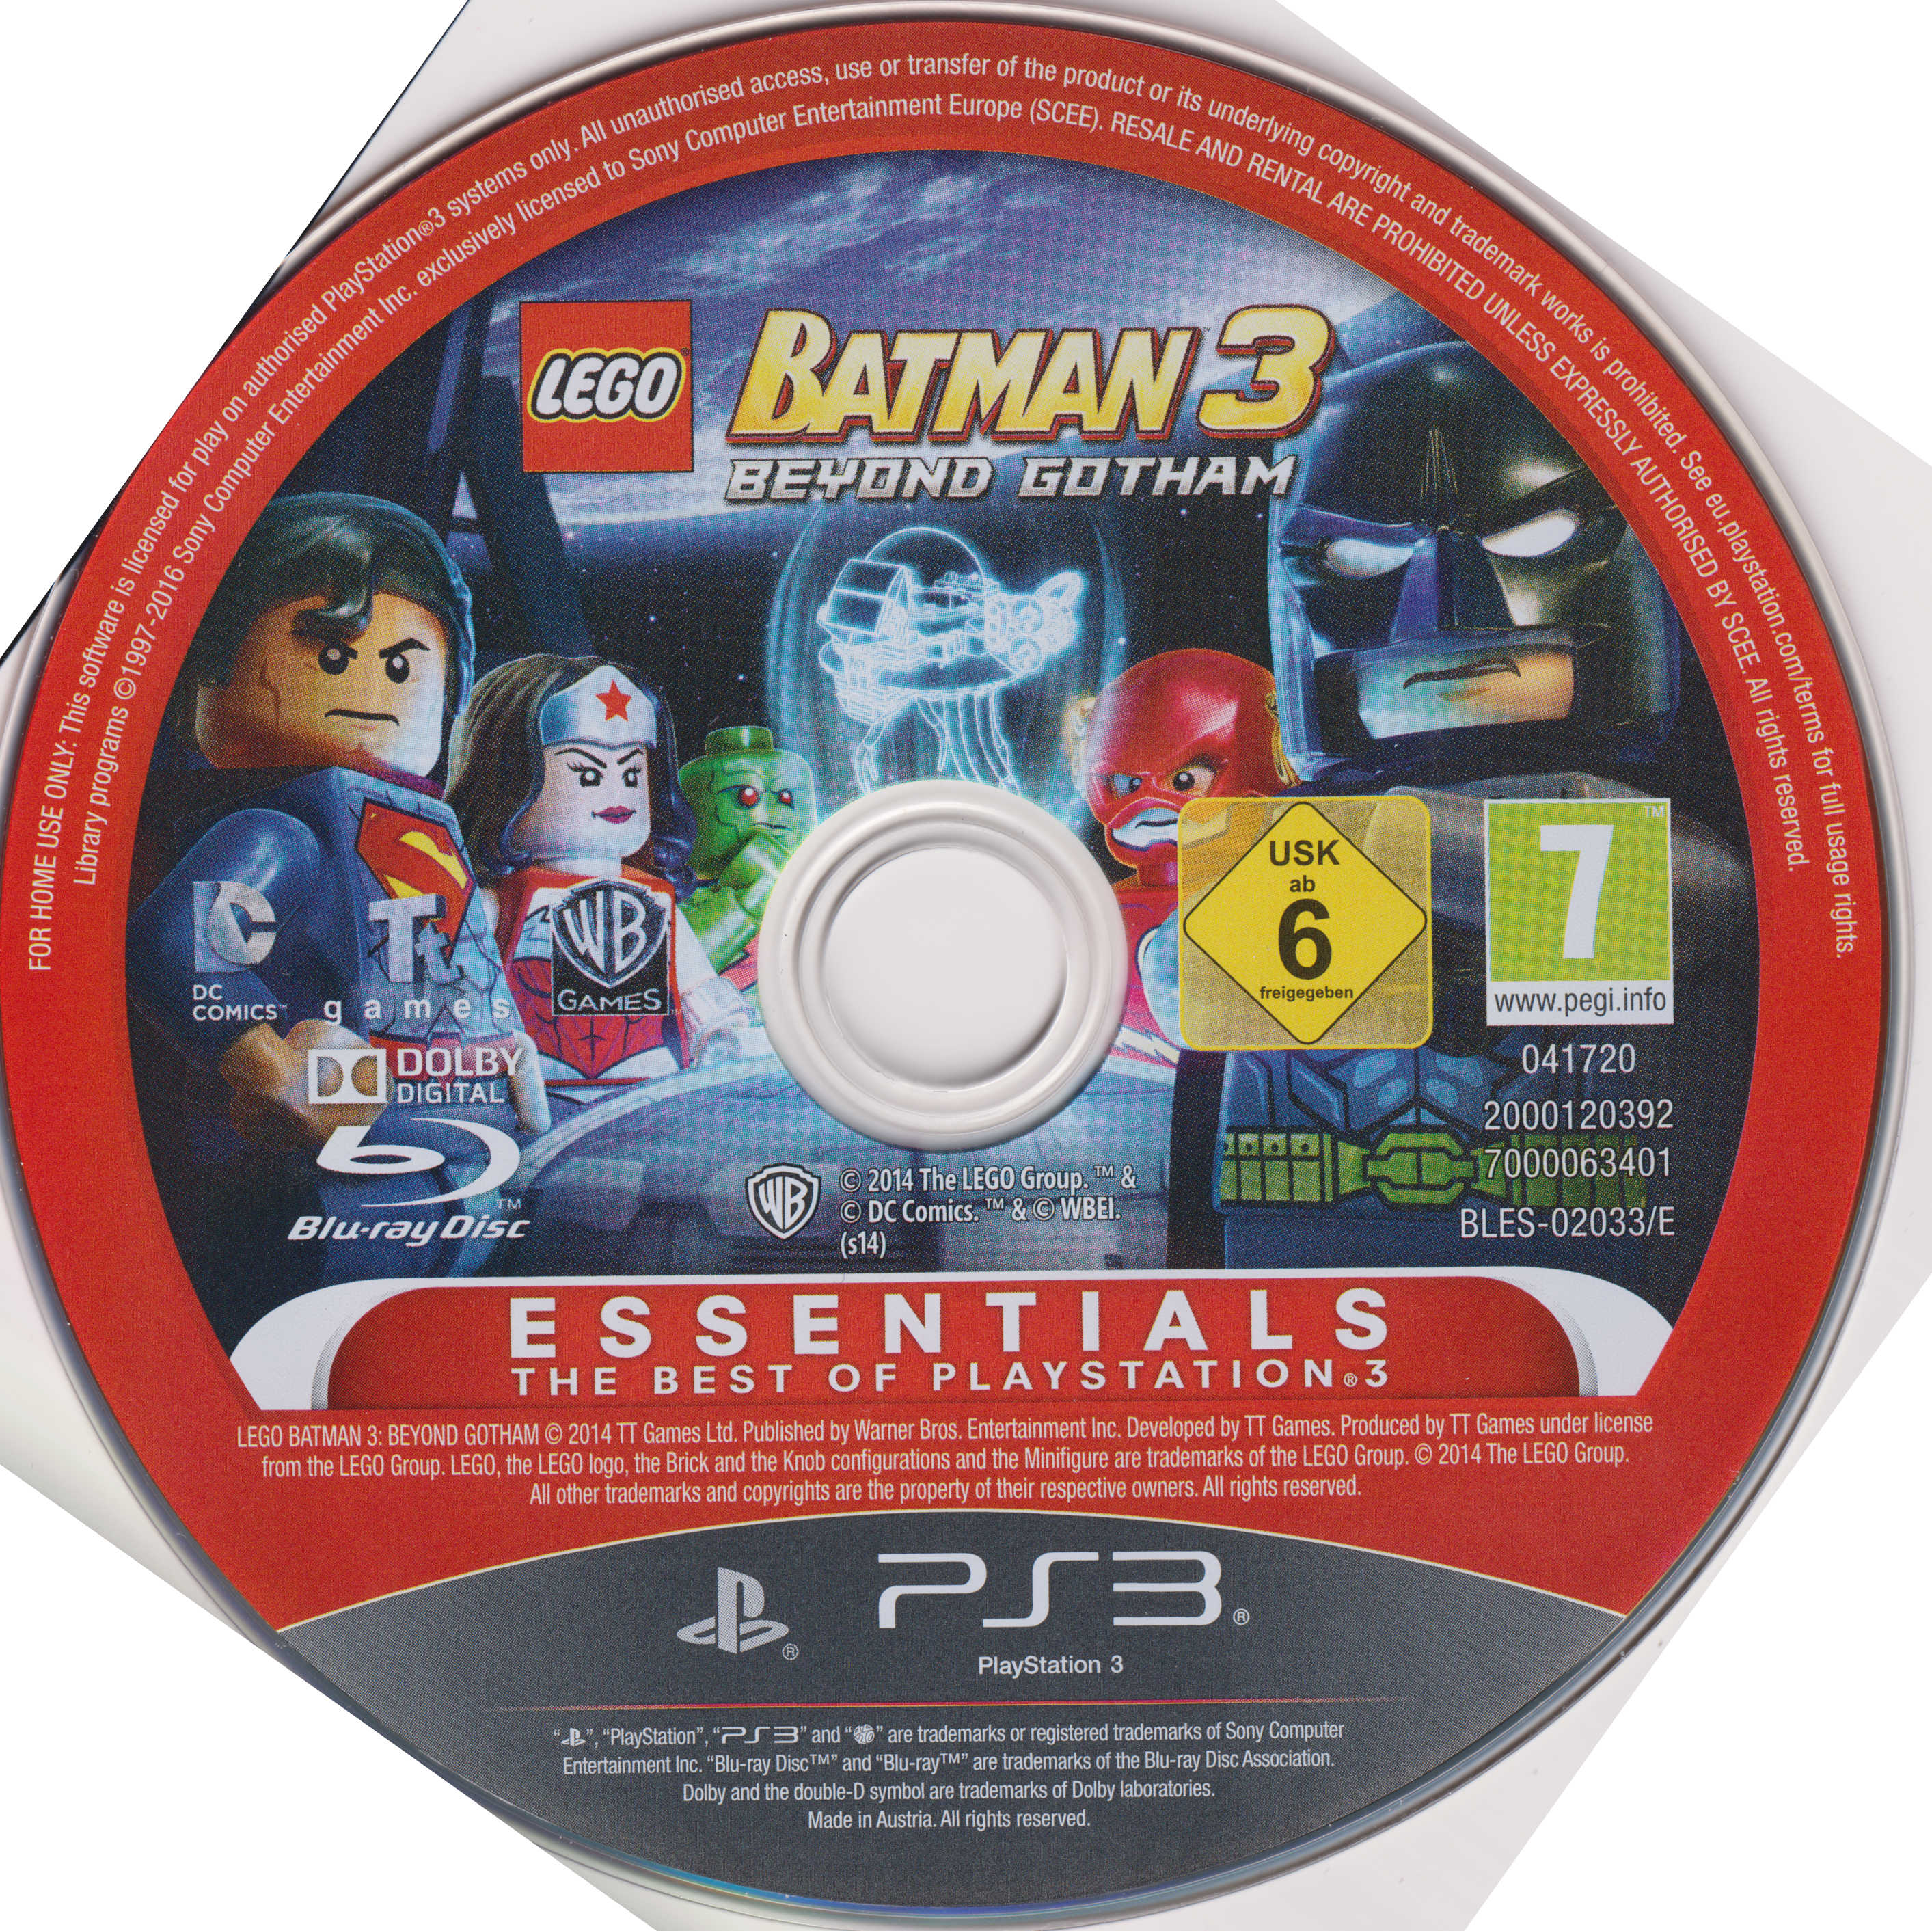 FOR HOME USE ONLY: This software is licensed for play on authorised PlayStation®3 systems only. All unauthorised access, use or transfer of the product or its underlying copyright and trademark works is prohibited. See eu.playstation.com/terms for full usage rights.
Library programs ©1997-2016 Sony Computer Entertainment Inc. exclusively licensed to Sony Computer Entertainment Europe (SCEE). RESALE AND RENTAL ARE PROHIBITED UNLESS EXPRESSLY AUTHORISED BY SCEE. All rights reserved.
LEGO
BATMAN 3
BEYOND GOTHAM
DC
COMICS™
Tt
games
WB
GAMES™
USK
ab
6
freigegeben
7™
www.pegi.info
DOLBY
DIGITAL
Blu-ray Disc™
041720
2000120392
7000063401
BLES-02033/E
WB
© 2014 The LEGO Group. ™ &
© DC Comics. ™ & © WBEI.
(s14)
ESSENTIALS
THE BEST OF PLAYSTATION®3
LEGO BATMAN 3: BEYOND GOTHAM © 2014 TT Games Ltd. Published by Warner Bros. Entertainment Inc. Developed by TT Games. Produced by TT Games under license
from the LEGO Group. LEGO, the LEGO logo, the Brick and the Knob configurations and the Minifigure are trademarks of the LEGO Group. © 2014 The LEGO Group.
All other trademarks and copyrights are the property of their respective owners. All rights reserved.
PS3®
PlayStation 3
“ ”, “PlayStation”, “PS3” and “ ” are trademarks or registered trademarks of Sony Computer
Entertainment Inc. “Blu-ray Disc™” and “Blu-ray™” are trademarks of the Blu-ray Disc Association.
Dolby and the double-D symbol are trademarks of Dolby laboratories.
Made in Austria. All rights reserved.